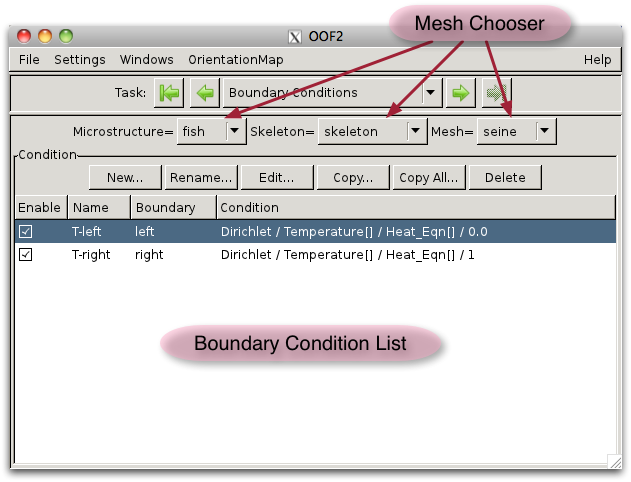 Mesh Chooser
OOF2
File Settings Windows OrientationMap Help
Task: Boundary Conditions
Microstructure= fish Skeleton= skeleton Mesh= seine
Condition
New... Rename... Edit... Copy... Copy All... Delete
Enable Name Boundary Condition
T-left left Dirichlet / Temperature[] / Heat_Eqn[] / 0.0
T-right right Dirichlet / Temperature[] / Heat_Eqn[] / 1
Boundary Condition List